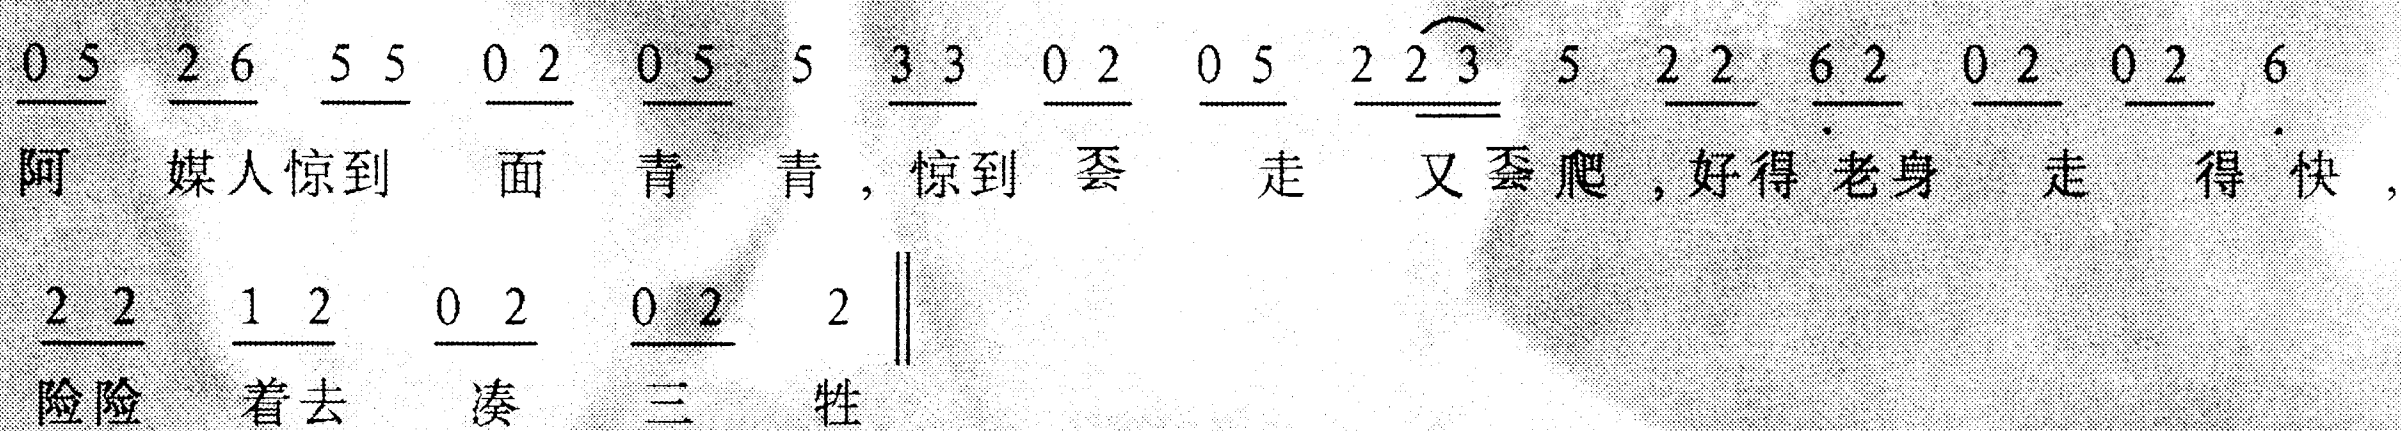 0 5 2 6 5 5 0 2 0 5 5 3 3 0 2 0 5 2 2 3 5 2 2 6̣ 2 0 2 0 2 6̣
阿 媒人惊到 面 青 青,惊到 𫧃 走 又𫧃爬,好得老身 走 得 快,
2 2 1 2 0 2 0 2 2
险险 着去 凑 三 牲